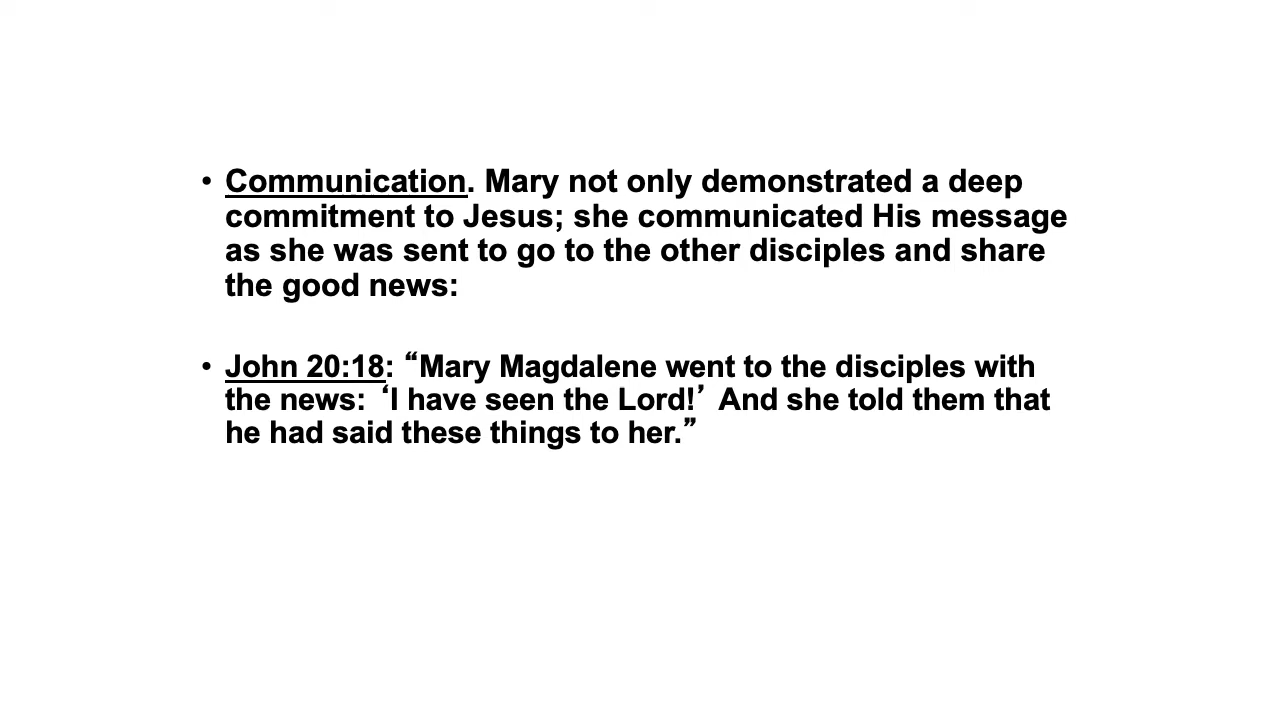 • Communication. Mary not only demonstrated a deep
commitment to Jesus; she communicated His message
as she was sent to go to the other disciples and share
the good news:
• John 20:18: “Mary Magdalene went to the disciples with
the news: ‘I have seen the Lord!’ And she told them that
he had said these things to her.”